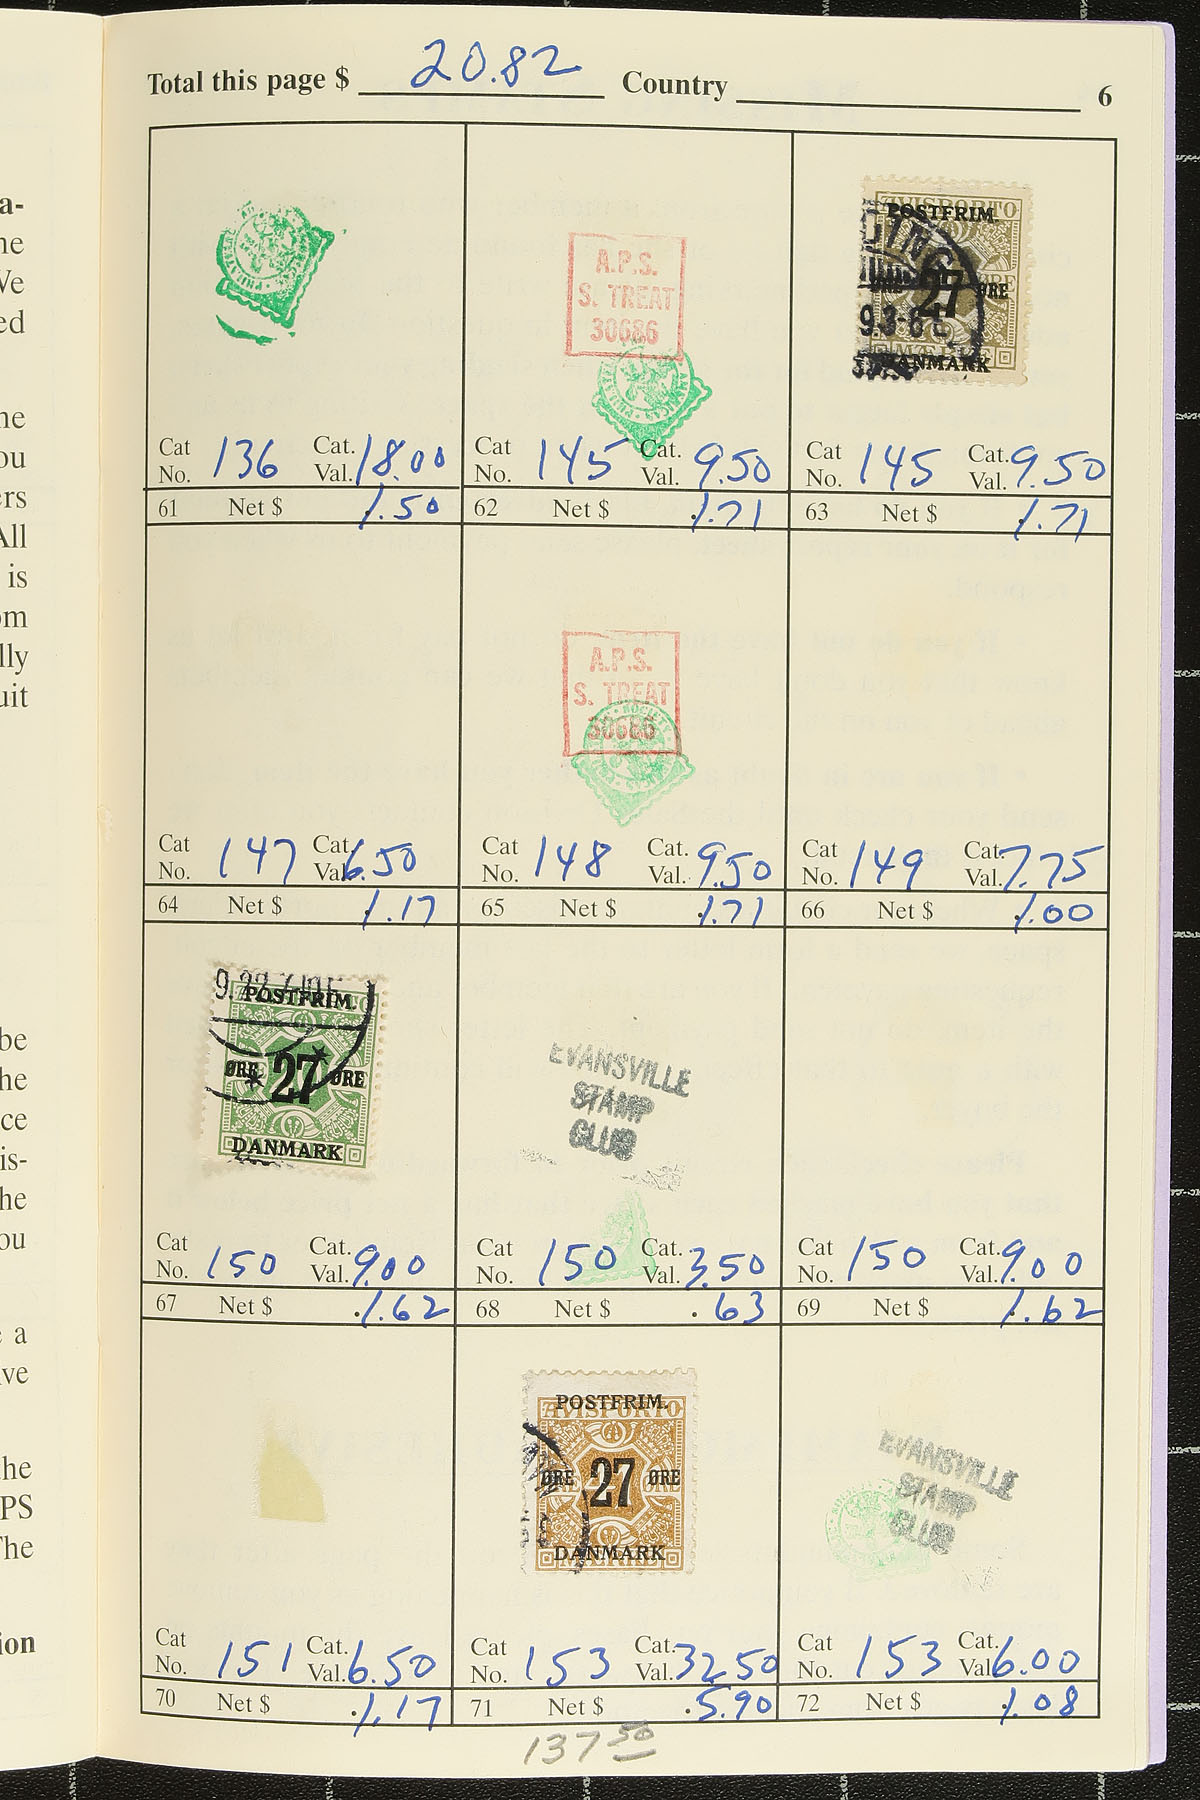 Total this page $ 20.82 Country 6
A.P.S.
S. TREAT
30686
POSTFRIM.
27 ØRE
DANMARK
Cat No. 136 Cat. Val. 18.00
61 Net $ 1.50
Cat No. 145 Cat. Val. 9.50
62 Net $ 1.71
Cat No. 145 Cat. Val. 9.50
63 Net $ 1.71
A.P.S.
S. TREAT
30686
Cat No. 147 Cat. Val. 6.50
64 Net $ 1.17
Cat No. 148 Cat. Val. 9.50
65 Net $ 1.71
Cat No. 149 Cat. Val. 7.75
66 Net $ 1.00
POSTFRIM.
ØRE 27 ØRE
DANMARK
EVANSVILLE
STAMP
CLUB
Cat No. 150 Cat. Val. 9.00
67 Net $ 1.62
Cat No. 150 Cat. Val. 3.50
68 Net $ .63
Cat No. 150 Cat. Val. 9.00
69 Net $ 1.62
POSTFRIM.
AVISPORTO
ØRE 27 ØRE
DANMARK
EVANSVILLE
STAMP
CLUB
Cat No. 151 Cat. Val. 6.50
70 Net $ 1.17
Cat No. 153 Cat. Val. 32.50
71 Net $ 5.90
Cat No. 153 Cat. Val. 6.00
72 Net $ 1.08
137 50